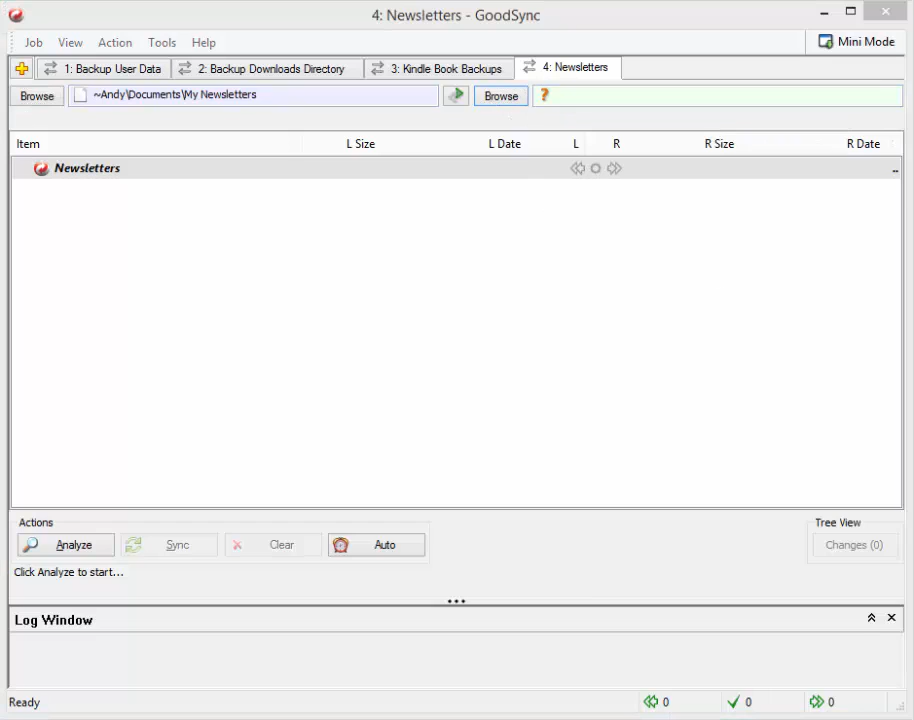 4: Newsletters - GoodSync
Job View Action Tools Help Mini Mode
1: Backup User Data 2: Backup Downloads Directory 3: Kindle Book Backups 4: Newsletters
Browse ~Andy\Documents\My Newsletters Browse ?
Item L Size L Date L R R Size R Date
Newsletters ..
Actions Tree View
Analyze Sync Clear Auto Changes (0)
Click Analyze to start...
Log Window
Ready 0 0 0